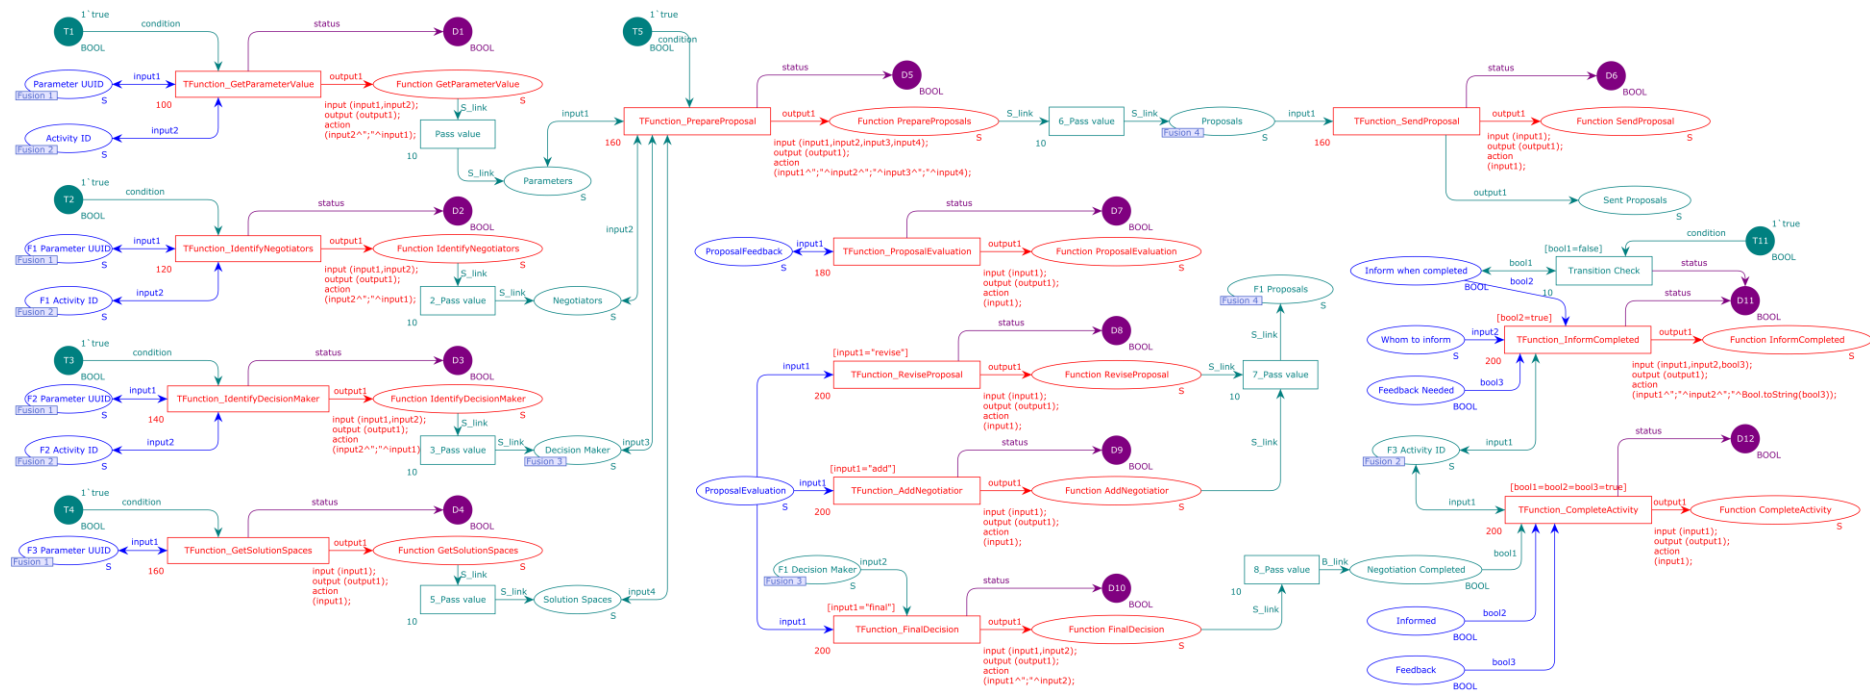 1`true
T1
BOOL
condition
status
D1
BOOL
Parameter UUID
Fusion 1
S
input1
TFunction_GetParameterValue
100
output1
Function GetParameterValue
S
input (input1,input2);
output (output1);
action
(input2^";"^input1);
Activity ID
Fusion 2
S
input2
S_link
Pass value
10
S_link
Parameters
S
1`true
T2
BOOL
condition
status
D2
BOOL
F1 Parameter UUID
Fusion 1
S
input1
TFunction_IdentifyNegotiators
120
output1
Function IdentifyNegotiators
S
input (input1,input2);
output (output1);
action
(input2^";"^input1);
F1 Activity ID
Fusion 2
S
input2
S_link
2_Pass value
10
S_link
Negotiators
S
1`true
T3
BOOL
condition
status
D3
BOOL
F2 Parameter UUID
Fusion 1
S
input1
TFunction_IdentifyDecisionMaker
140
output1
Function IdentifyDecisionMaker
S
input (input1,input2);
output (output1);
action
(input2^";"^input1)
F2 Activity ID
Fusion 2
S
input2
S_link
3_Pass value
10
S_link
Decision Maker
Fusion 3
S
1`true
T4
BOOL
condition
status
D4
BOOL
F3 Parameter UUID
Fusion 1
S
input1
TFunction_GetSolutionSpaces
160
output1
Function GetSolutionSpaces
S
input (input1);
output (output1);
action
(input1);
S_link
5_Pass value
10
S_link
Solution Spaces
S
1`true
T5
BOOL
condition
status
D5
BOOL
input1
input2
input3
input4
TFunction_PrepareProposal
160
output1
Function PrepareProposals
S
input (input1,input2,input3,input4);
output (output1);
action
(input1^";"^input2^";"^input3^";"^input4);
S_link
6_Pass value
10
S_link
Proposals
Fusion 4
S
input1
TFunction_SendProposal
160
status
D6
BOOL
output1
Function SendProposal
S
input (input1);
output (output1);
action
(input1);
output1
Sent Proposals
S
ProposalFeedback
S
input1
TFunction_ProposalEvaluation
180
status
D7
BOOL
output1
Function ProposalEvaluation
S
input (input1);
output (output1);
action
(input1);
[input1="revise"]
input1
TFunction_ReviseProposal
200
status
D8
BOOL
output1
Function ReviseProposal
S
input (input1);
output (output1);
action
(input1);
S_link
7_Pass value
10
S_link
F1 Proposals
Fusion 4
S
ProposalEvaluation
S
[input1="add"]
input1
TFunction_AddNegotiatior
200
status
D9
BOOL
output1
Function AddNegotiatior
S
input (input1);
output (output1);
action
(input1);
S_link
F1 Decision Maker
Fusion 3
S
input2
[input1="final"]
input1
TFunction_FinalDecision
200
status
D10
BOOL
output1
Function FinalDecision
S
input (input1,input2);
output (output1);
action
(input1^";"^input2);
S_link
8_Pass value
10
B_link
Negotiation Completed
BOOL
bool1
1`true
T11
BOOL
condition
[bool1=false]
Transition Check
10
status
D11
BOOL
Inform when completed
BOOL
bool1
bool2
[bool2=true]
TFunction_InformCompleted
200
status
output1
Function InformCompleted
S
input (input1,input2,bool3);
output (output1);
action
(input1^";"^input2^";"^Bool.toString(bool3));
Whom to inform
S
input2
Feedback Needed
BOOL
bool3
F3 Activity ID
Fusion 2
S
input1
input1
[bool1=bool2=bool3=true]
TFunction_CompleteActivity
200
status
D12
BOOL
output1
Function CompleteActivity
S
input (input1);
output (output1);
action
(input1);
Informed
BOOL
bool2
Feedback
BOOL
bool3